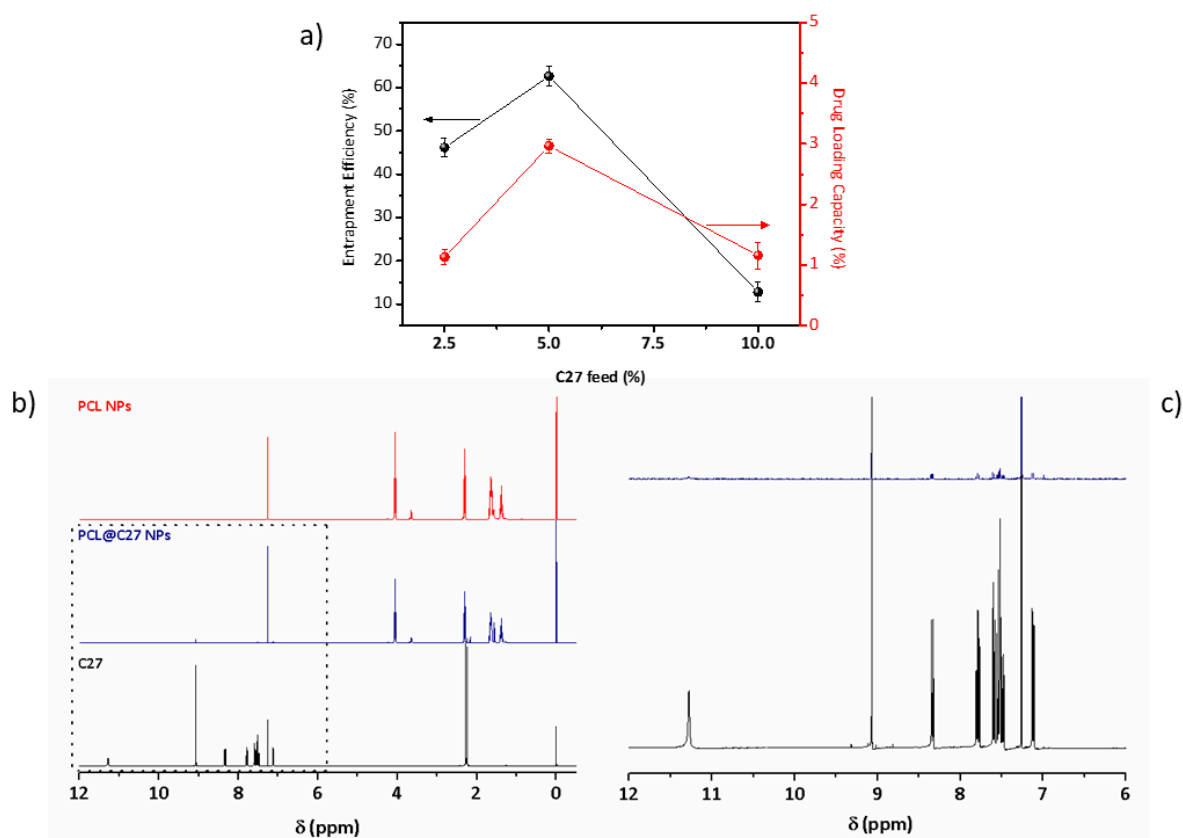 a)
Entrapment Efficiency (%)
70
60
50
40
30
20
10
5
4
3
2
1
0
Drug Loading Capacity (%)
2.5 5.0 7.5 10.0
C27 feed (%)
b)
PCL NPs
PCL@C27 NPs
C27
12 10 8 6 4 2 0
δ (ppm)
c)
12 11 10 9 8 7 6
δ (ppm)